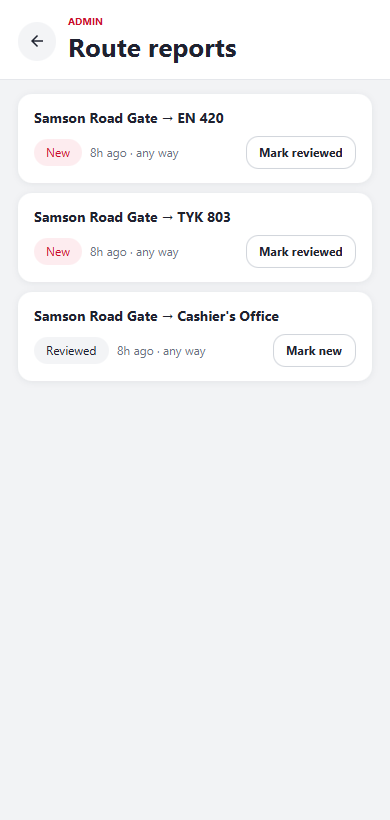 ADMIN
Route reports
Samson Road Gate → EN 420
New 8h ago · any way Mark reviewed
Samson Road Gate → TYK 803
New 8h ago · any way Mark reviewed
Samson Road Gate → Cashier's Office
Reviewed 8h ago · any way Mark new